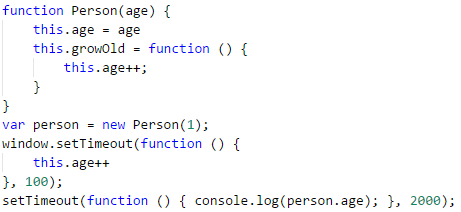 function Person(age) {
    this.age = age
    this.growOld = function () {
        this.age++;
    }
}
var person = new Person(1);
window.setTimeout(function () {
    this.age++
}, 100);
setTimeout(function () { console.log(person.age); }, 2000);